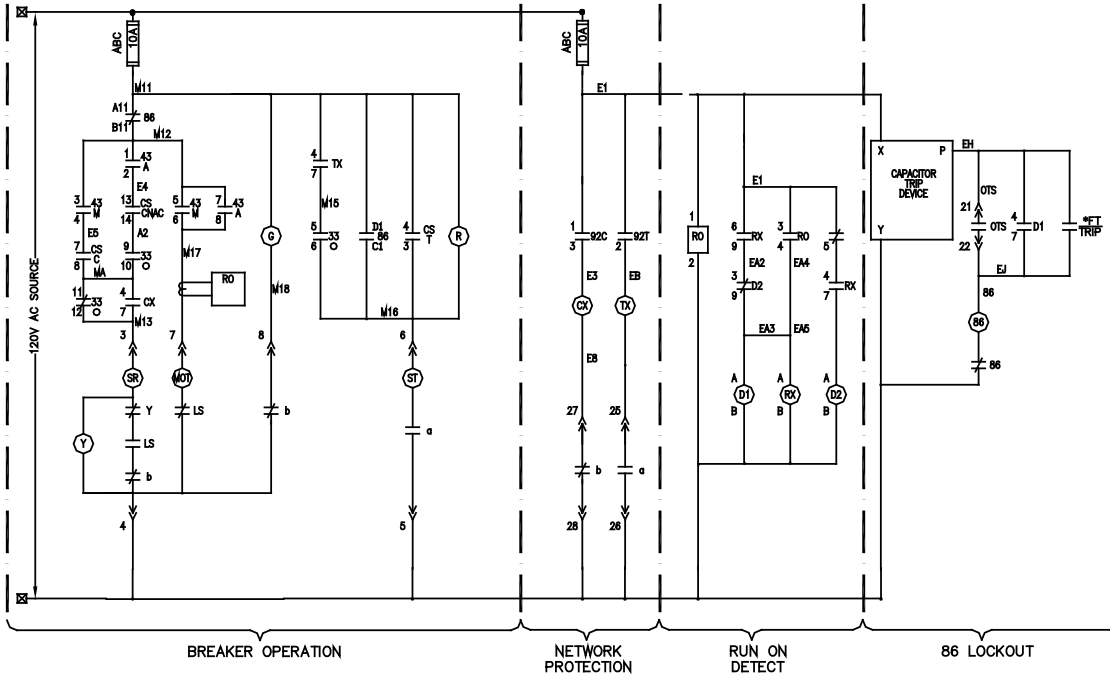 120V AC SOURCE
ABC
10A
M11
A11
86
B11
M12
1 43
2 A
E4
3 43
4 M
13 CS
14 CNAC
5 43
6 M
7 43
8 A
E5
A2
7 CS
8 C
9 33
10 O
M17
MA
RO
11 33
12 O
4 CX
7
M13
3
7
8
SR
MOT
Y
Y
LS
LS
b
b
4
G
M18
4 TX
7
M15
5 33
6 O
D1 86
C1
4 CS
3 T
R
M16
6
ST
a
5
ABC
10A
E1
1 92C
3
92T
2
E3
EB
CX
TX
E8
27
25
b
a
28
26
1
RO
2
E1
6 RX
9
3 RO
4
5
EA2
EA4
3 D2
9
4 RX
7
EA3
EA5
A
D1
B
A
RX
B
A
D2
B
X
P
CAPACITOR
TRIP
DEVICE
Y
EH
OTS
21
OTS
22
4 D1
7
*FT
TRIP
EJ
86
86
86
BREAKER OPERATION
NETWORK
PROTECTION
RUN ON
DETECT
86 LOCKOUT